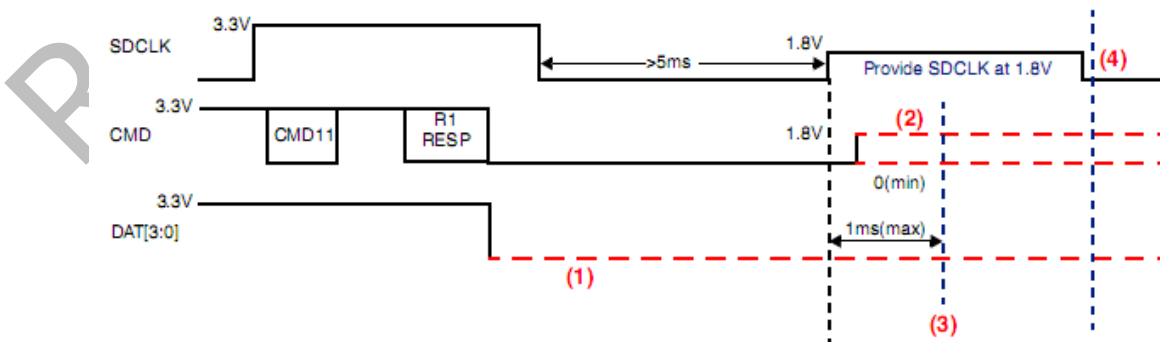 3.3V
SDCLK
>5ms
1.8V
Provide SDCLK at 1.8V
(4)
3.3V
CMD
CMD11
R1
RESP
1.8V
(2)
0(min)
3.3V
DAT[3:0]
1ms(max)
(1)
(3)